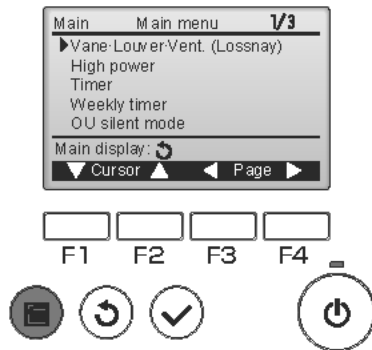 Main Main menu 1/3
Vane·Louver·Vent. (Lossnay)
High power
Timer
Weekly timer
OU silent mode
Main display:
Cursor Page
F1 F2 F3 F4